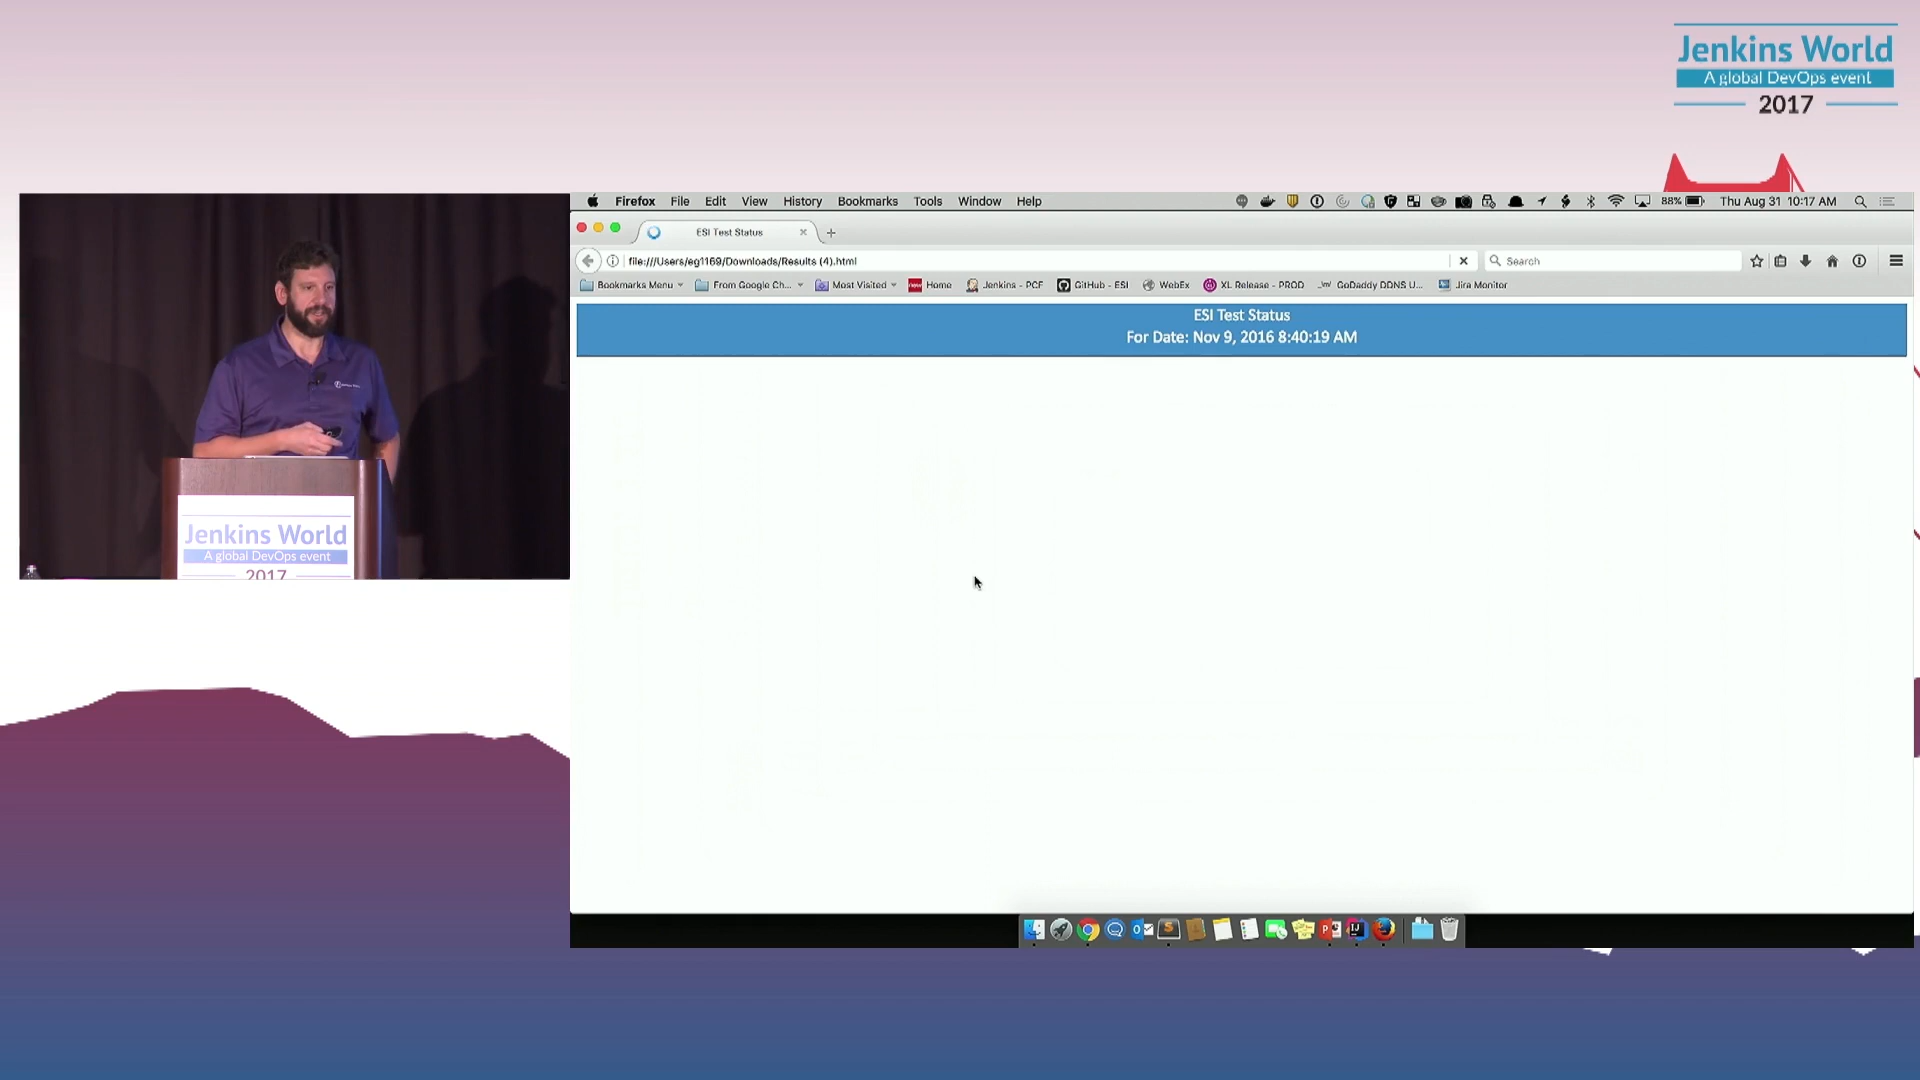 Jenkins World
A global DevOps event
2017
Firefox File Edit View History Bookmarks Tools Window Help
88% Thu Aug 31 10:17 AM
ESI Test Status
file:///Users/eg1169/Downloads/Results (4).html
Search
Bookmarks Menu From Google Ch... Most Visited Home Jenkins - PCF GitHub - ESI WebEx XL Release - PROD GoDaddy DDNS U... Jira Monitor
ESI Test Status
For Date: Nov 9, 2016 8:40:19 AM
Jenkins World
A global DevOps event
2017